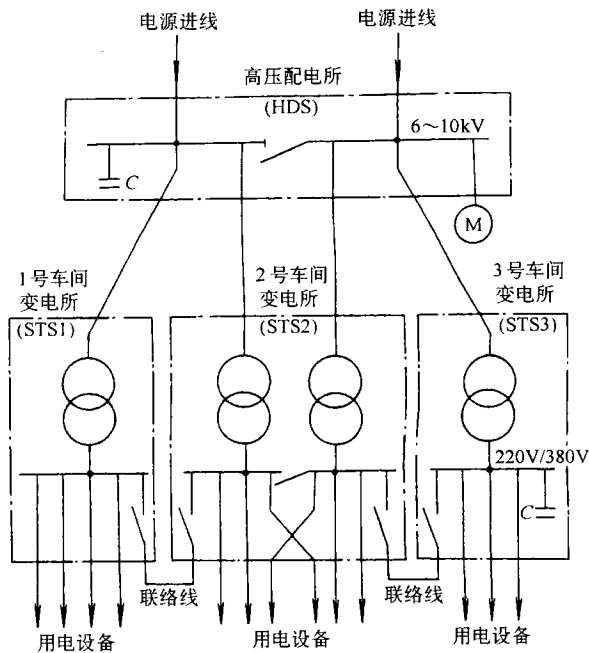 电源进线
电源进线
高压配电所
(HDS)
6～10kV
C
M
1号车间
变电所
(STS1)
2号车间
变电所
(STS2)
3号车间
变电所
(STS3)
220V/380V
C
联络线
联络线
用电设备
用电设备
用电设备